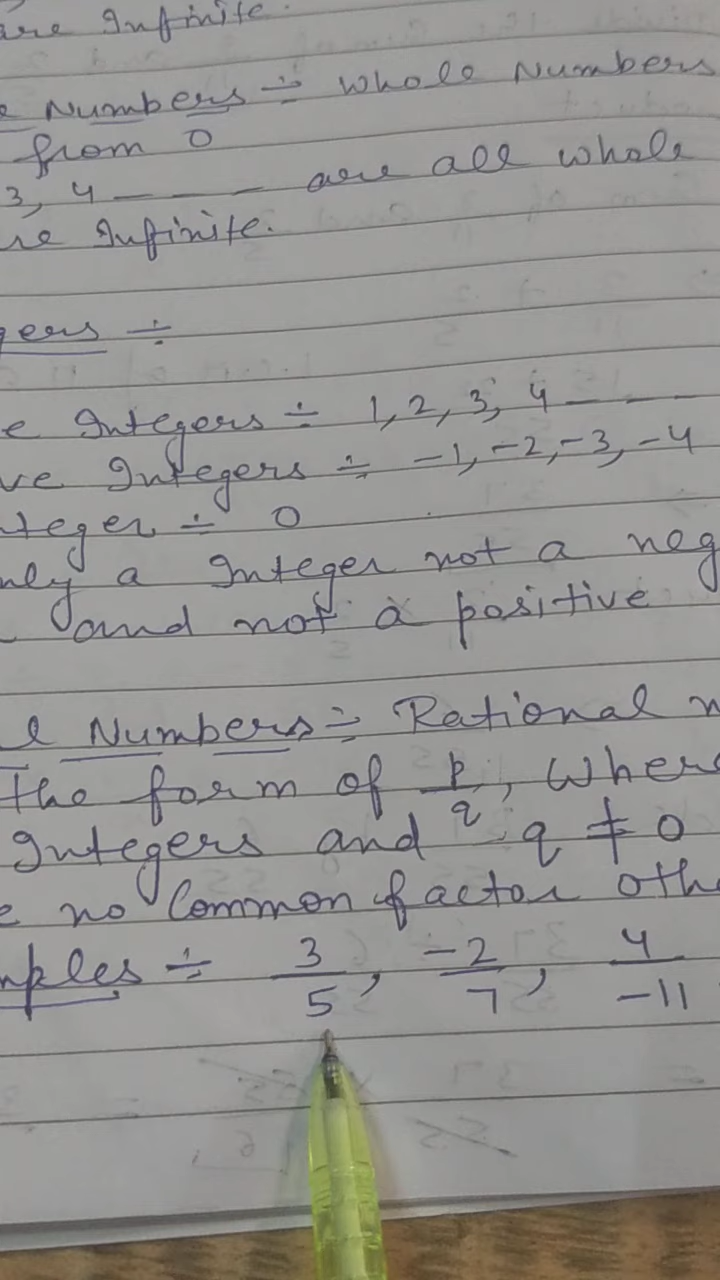 are Infinite.
Numbers ÷ Whole Numbers
from 0
3, 4 — — — are all whole
Infinite.
gers ÷
e Integers ÷ 1, 2, 3, 4 — — —
ve Integers ÷ -1, -2, -3, -4
teger ÷ 0
nly a Integer not a neg
and not a positive
l Numbers ÷ Rational n
the form of p/q, Where
Integers and q ≠ 0
e no Common factor oth
mples ÷ 3/5, -2/7, 4/-11